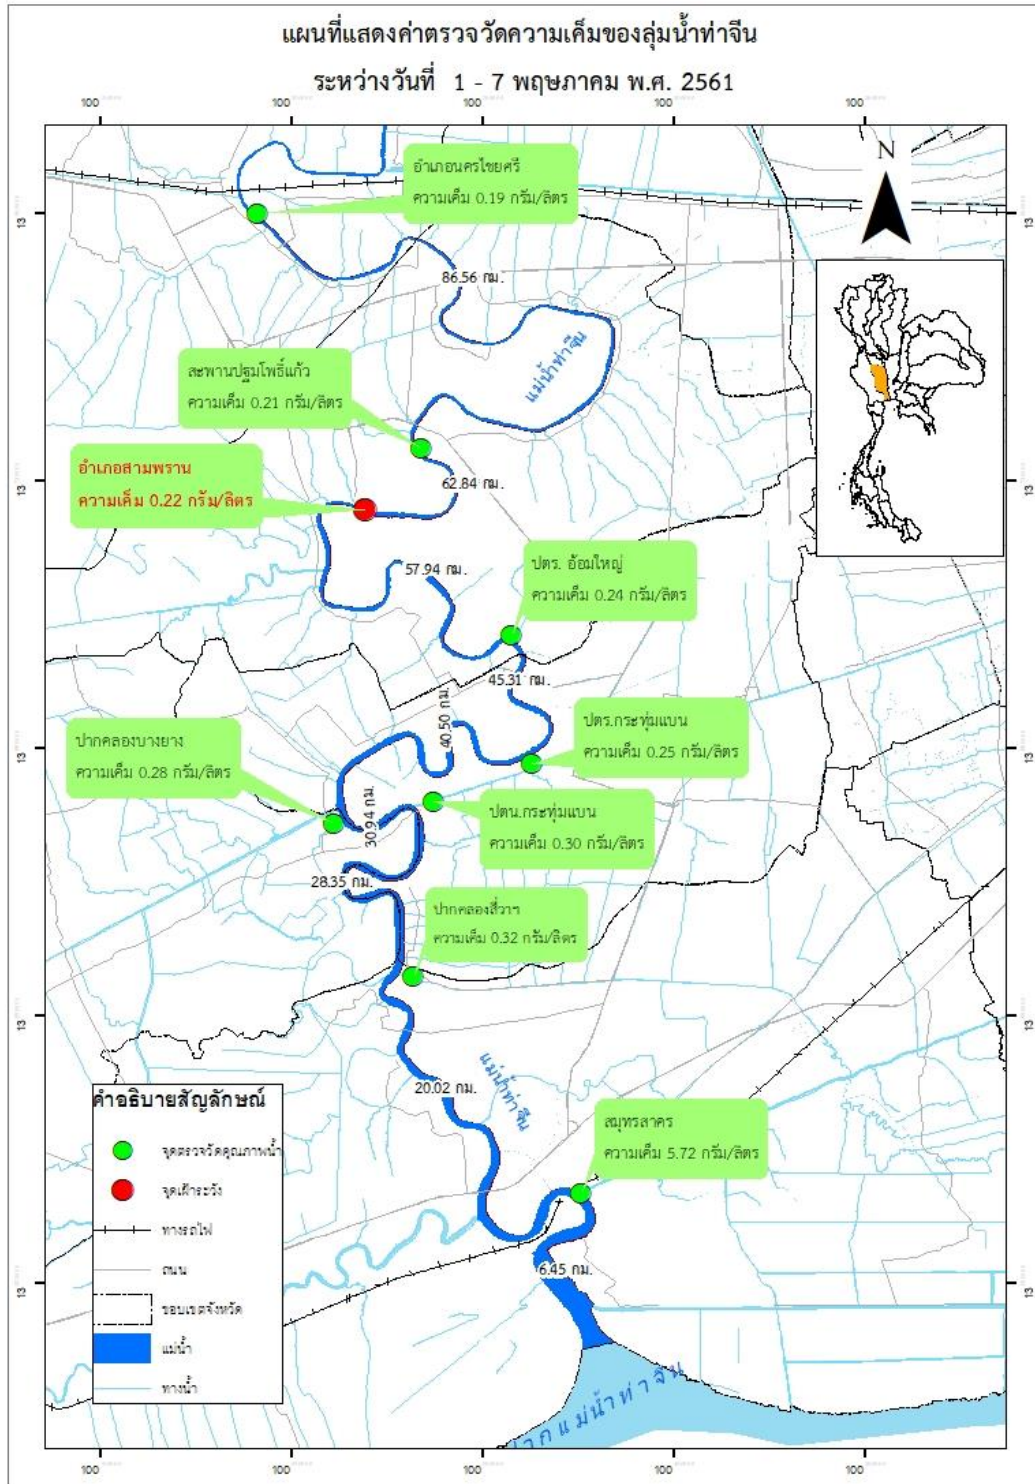 แผนที่แสดงค่าตรวจวัดความเค็มของลุ่มน้ำท่าจีน
ระหว่างวันที่ 1 - 7 พฤษภาคม พ.ศ. 2561
100 100 100 100 100
N
อำเภอนครไชยศรี
ความเค็ม 0.19 กรัม/ลิตร
13 13
86.56 กม.
แม่น้ำท่าจีน
สะพานปฐมโพธิ์แก้ว
ความเค็ม 0.21 กรัม/ลิตร
อำเภอสามพราน
ความเค็ม 0.22 กรัม/ลิตร
62.84 กม.
13 13
57.94 กม.
ปตร. อ้อมใหญ่
ความเค็ม 0.24 กรัม/ลิตร
45.31 กม.
40.50 กม.
ปตร.กระทุ่มแบน
ความเค็ม 0.25 กรัม/ลิตร
ปากคลองบางยาง
ความเค็ม 0.28 กรัม/ลิตร
13 13
30.94 กม.
ปตน.กระทุ่มแบน
ความเค็ม 0.30 กรัม/ลิตร
28.35 กม.
ปากคลองสี่วาฯ
ความเค็ม 0.32 กรัม/ลิตร
13 13
20.02 กม.
แม่น้ำท่าจีน
สมุทรสาคร
ความเค็ม 5.72 กรัม/ลิตร
6.45 กม.
13 13
คำอธิบายสัญลักษณ์
จุดตรวจวัดคุณภาพน้ำ
จุดเฝ้าระวัง
ทางรถไฟ
ถนน
ขอบเขตจังหวัด
แม่น้ำ
ทางน้ำ
ปากแม่น้ำท่าจีน
100 100 100 100 100